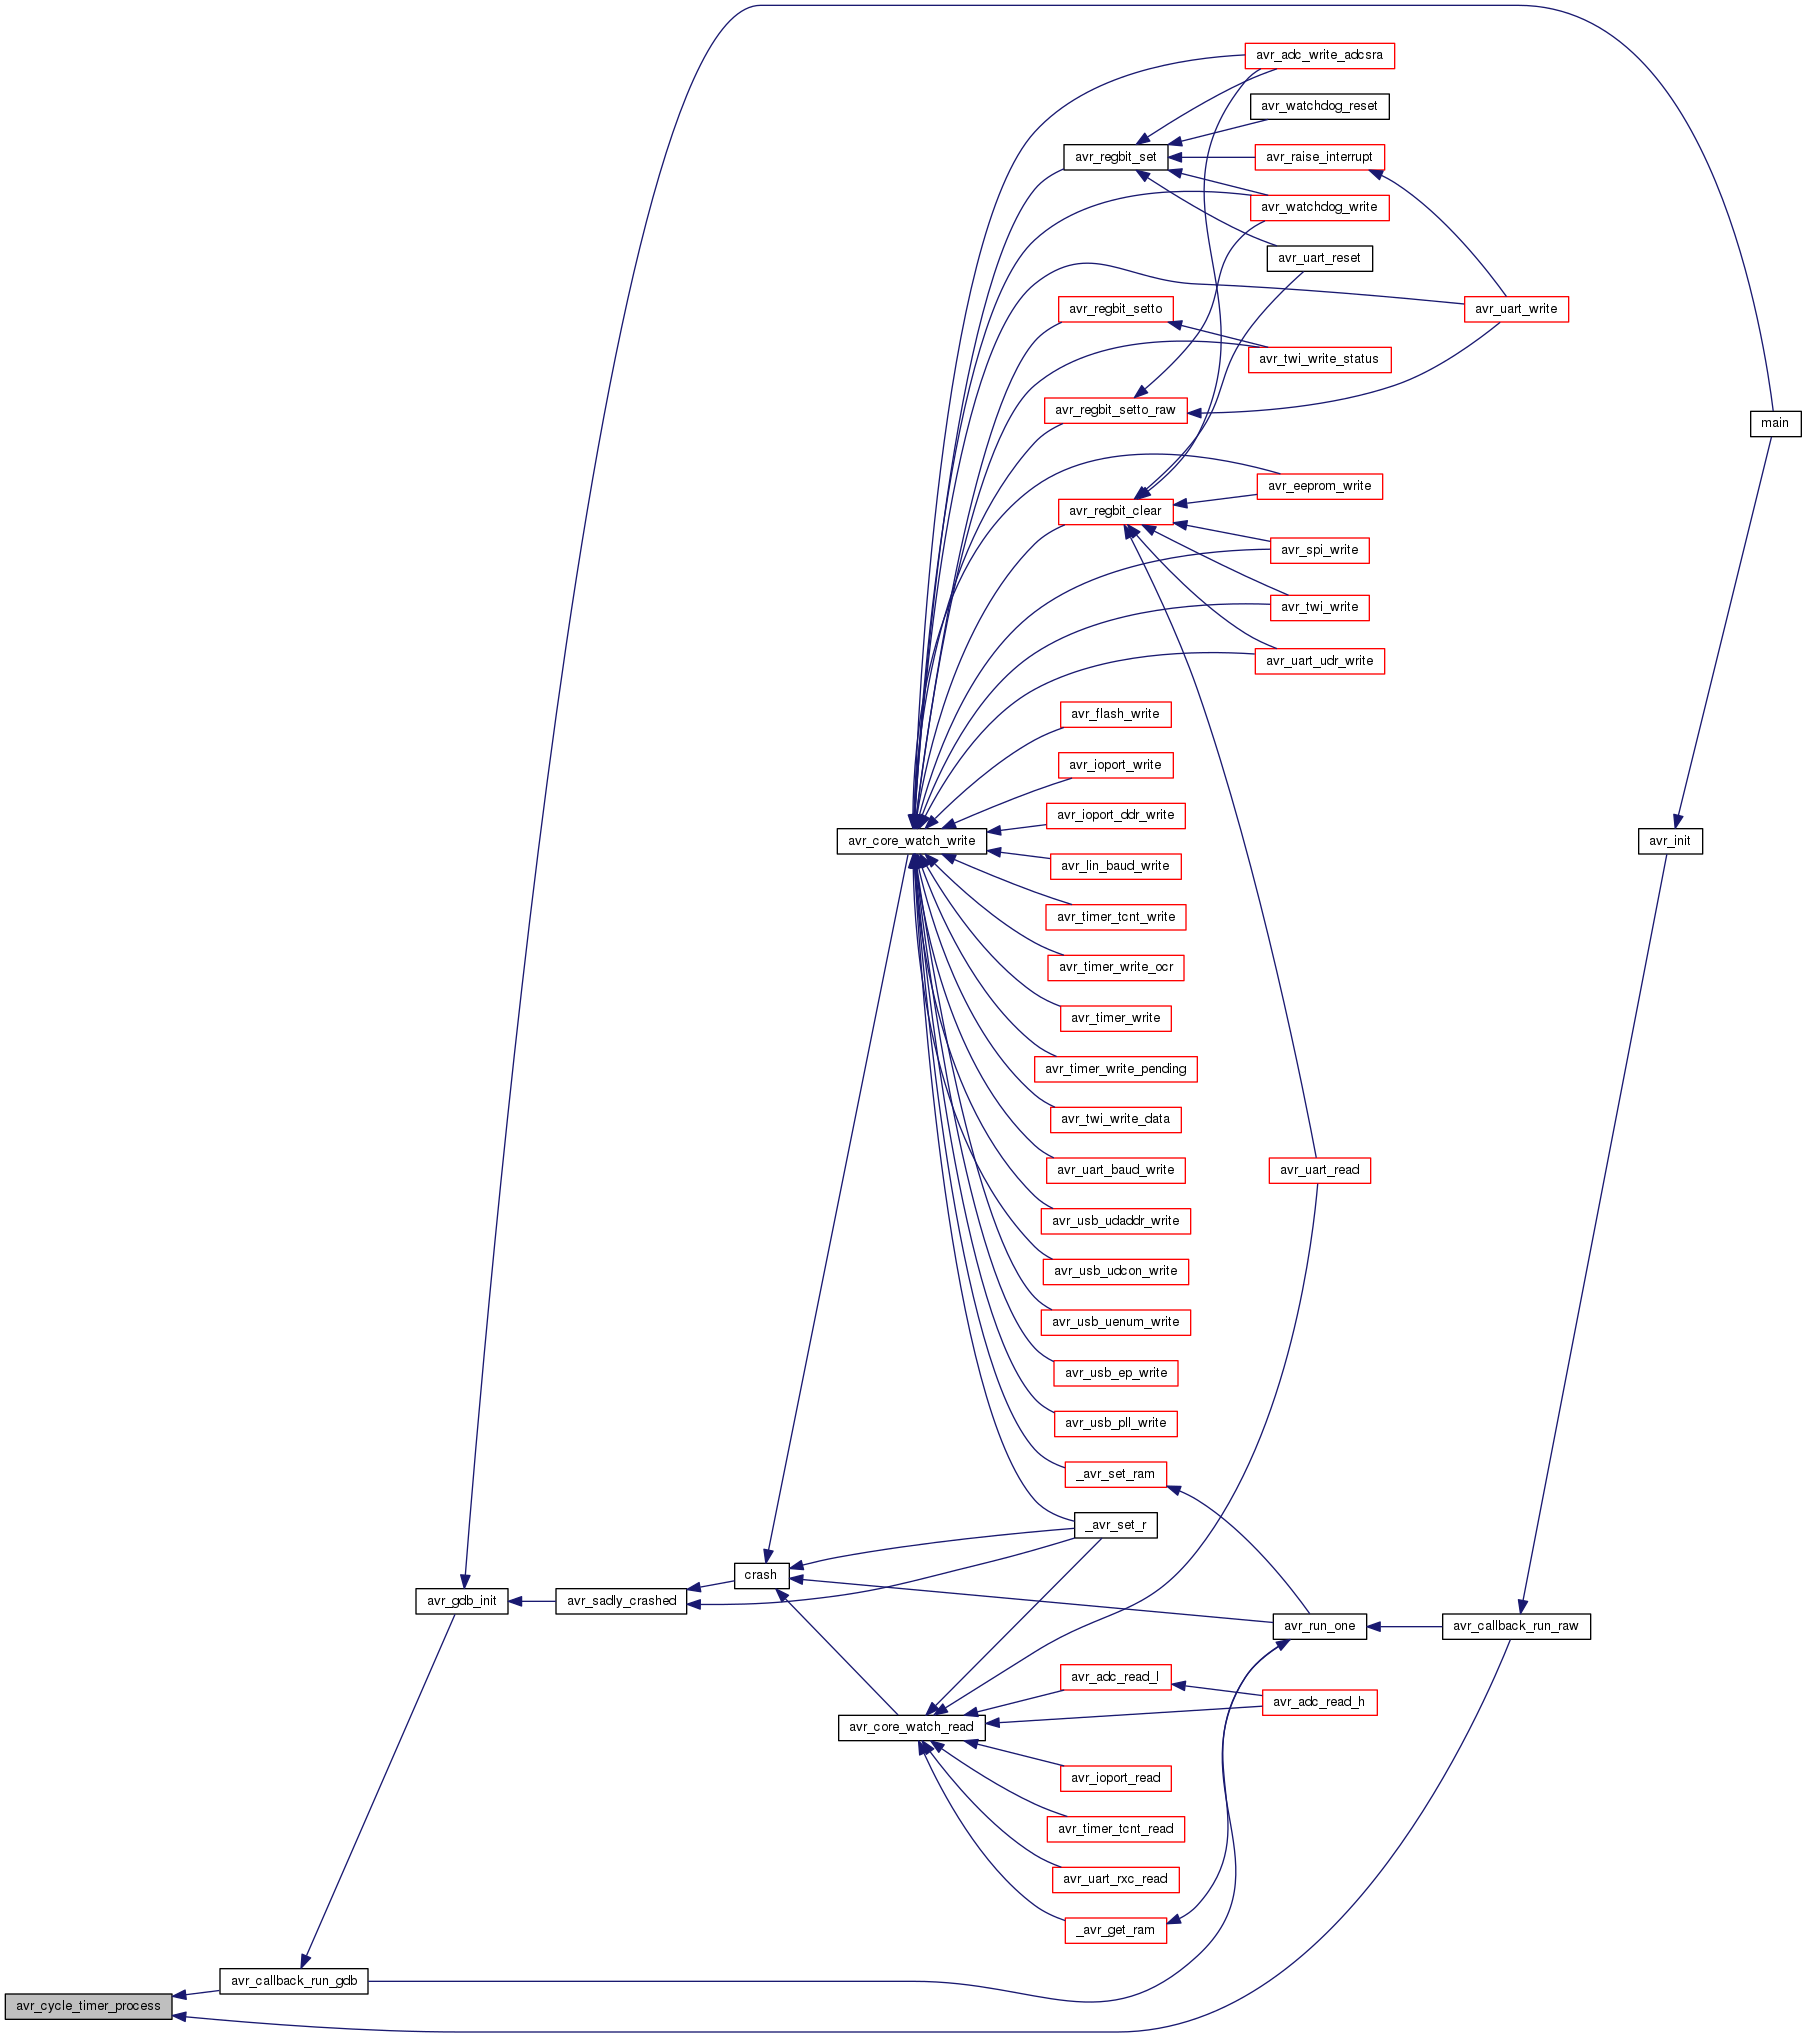 avr_adc_write_adcsra
avr_watchdog_reset
avr_regbit_set
avr_raise_interrupt
avr_watchdog_write
avr_uart_reset
avr_regbit_setto
avr_uart_write
avr_twi_write_status
avr_regbit_setto_raw
main
avr_eeprom_write
avr_regbit_clear
avr_spi_write
avr_twi_write
avr_uart_udr_write
avr_flash_write
avr_ioport_write
avr_ioport_ddr_write
avr_core_watch_write
avr_init
avr_lin_baud_write
avr_timer_tcnt_write
avr_timer_write_ocr
avr_timer_write
avr_timer_write_pending
avr_twi_write_data
avr_uart_baud_write
avr_uart_read
avr_usb_udaddr_write
avr_usb_udcon_write
avr_usb_uenum_write
avr_usb_ep_write
avr_usb_pll_write
_avr_set_ram
_avr_set_r
crash
avr_gdb_init
avr_sadly_crashed
avr_run_one
avr_callback_run_raw
avr_adc_read_l
avr_adc_read_h
avr_core_watch_read
avr_ioport_read
avr_timer_tcnt_read
avr_uart_rxc_read
_avr_get_ram
avr_callback_run_gdb
avr_cycle_timer_process